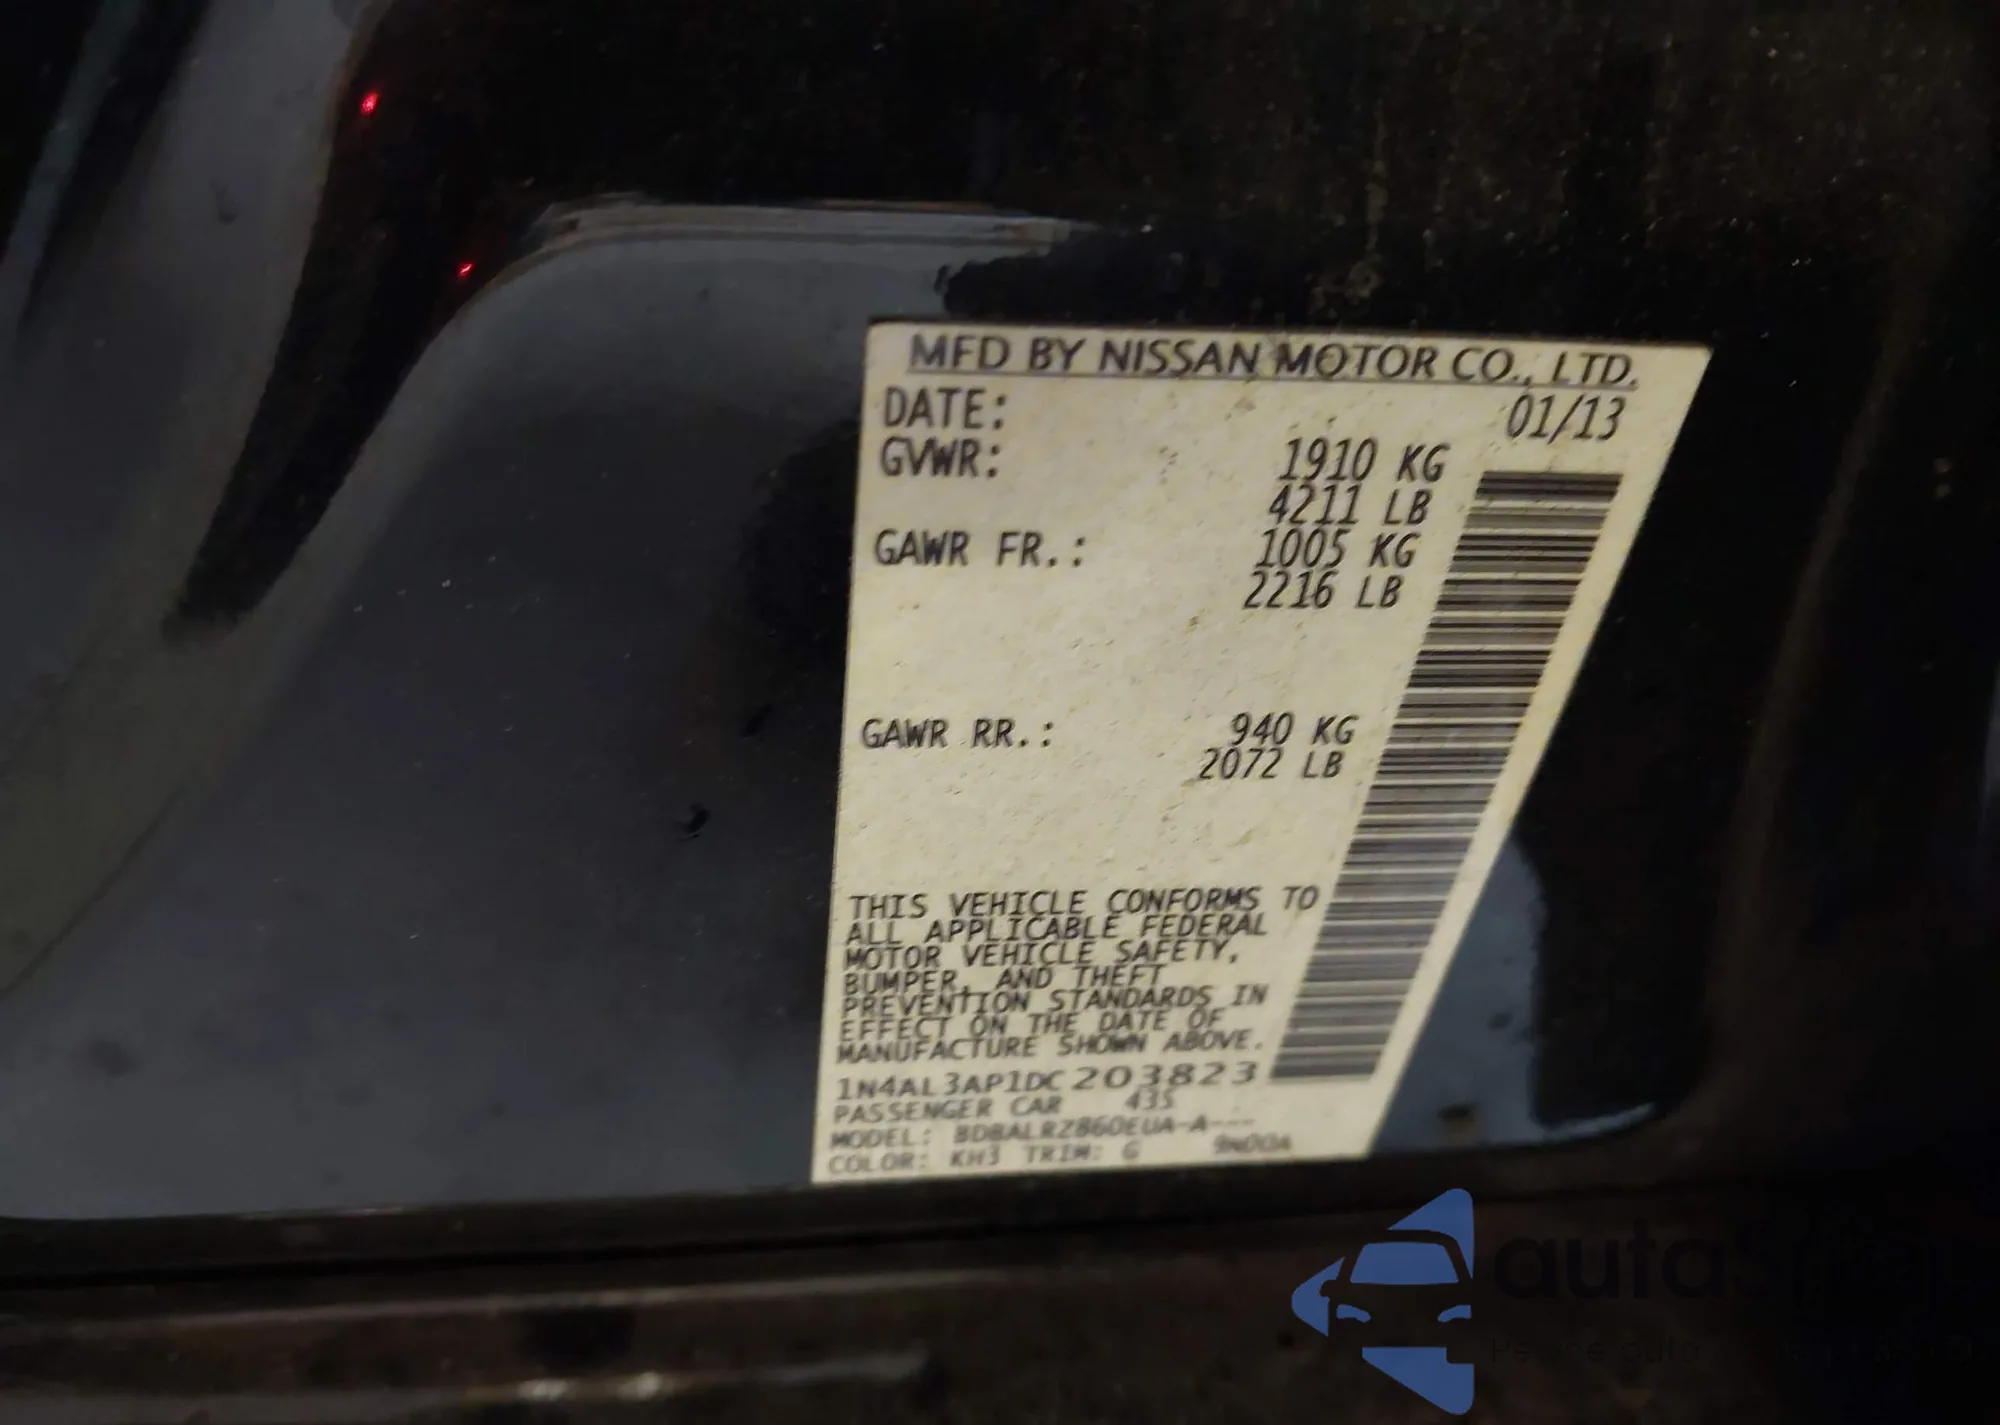 MFD BY NISSAN MOTOR CO., LTD.
DATE: 01/13
GVWR: 1910 KG
4211 LB
GAWR FR.: 1005 KG
2216 LB
GAWR RR.: 940 KG
2072 LB
THIS VEHICLE CONFORMS TO
ALL APPLICABLE FEDERAL
MOTOR VEHICLE SAFETY,
BUMPER, AND THEFT
PREVENTION STANDARDS IN
EFFECT ON THE DATE OF
MANUFACTURE SHOWN ABOVE.
1N4AL3AP1DC203823
PASSENGER CAR 43S
MODEL: BDBALRZ860EUA-A---
COLOR: KH3 TRIM: G 9N00A